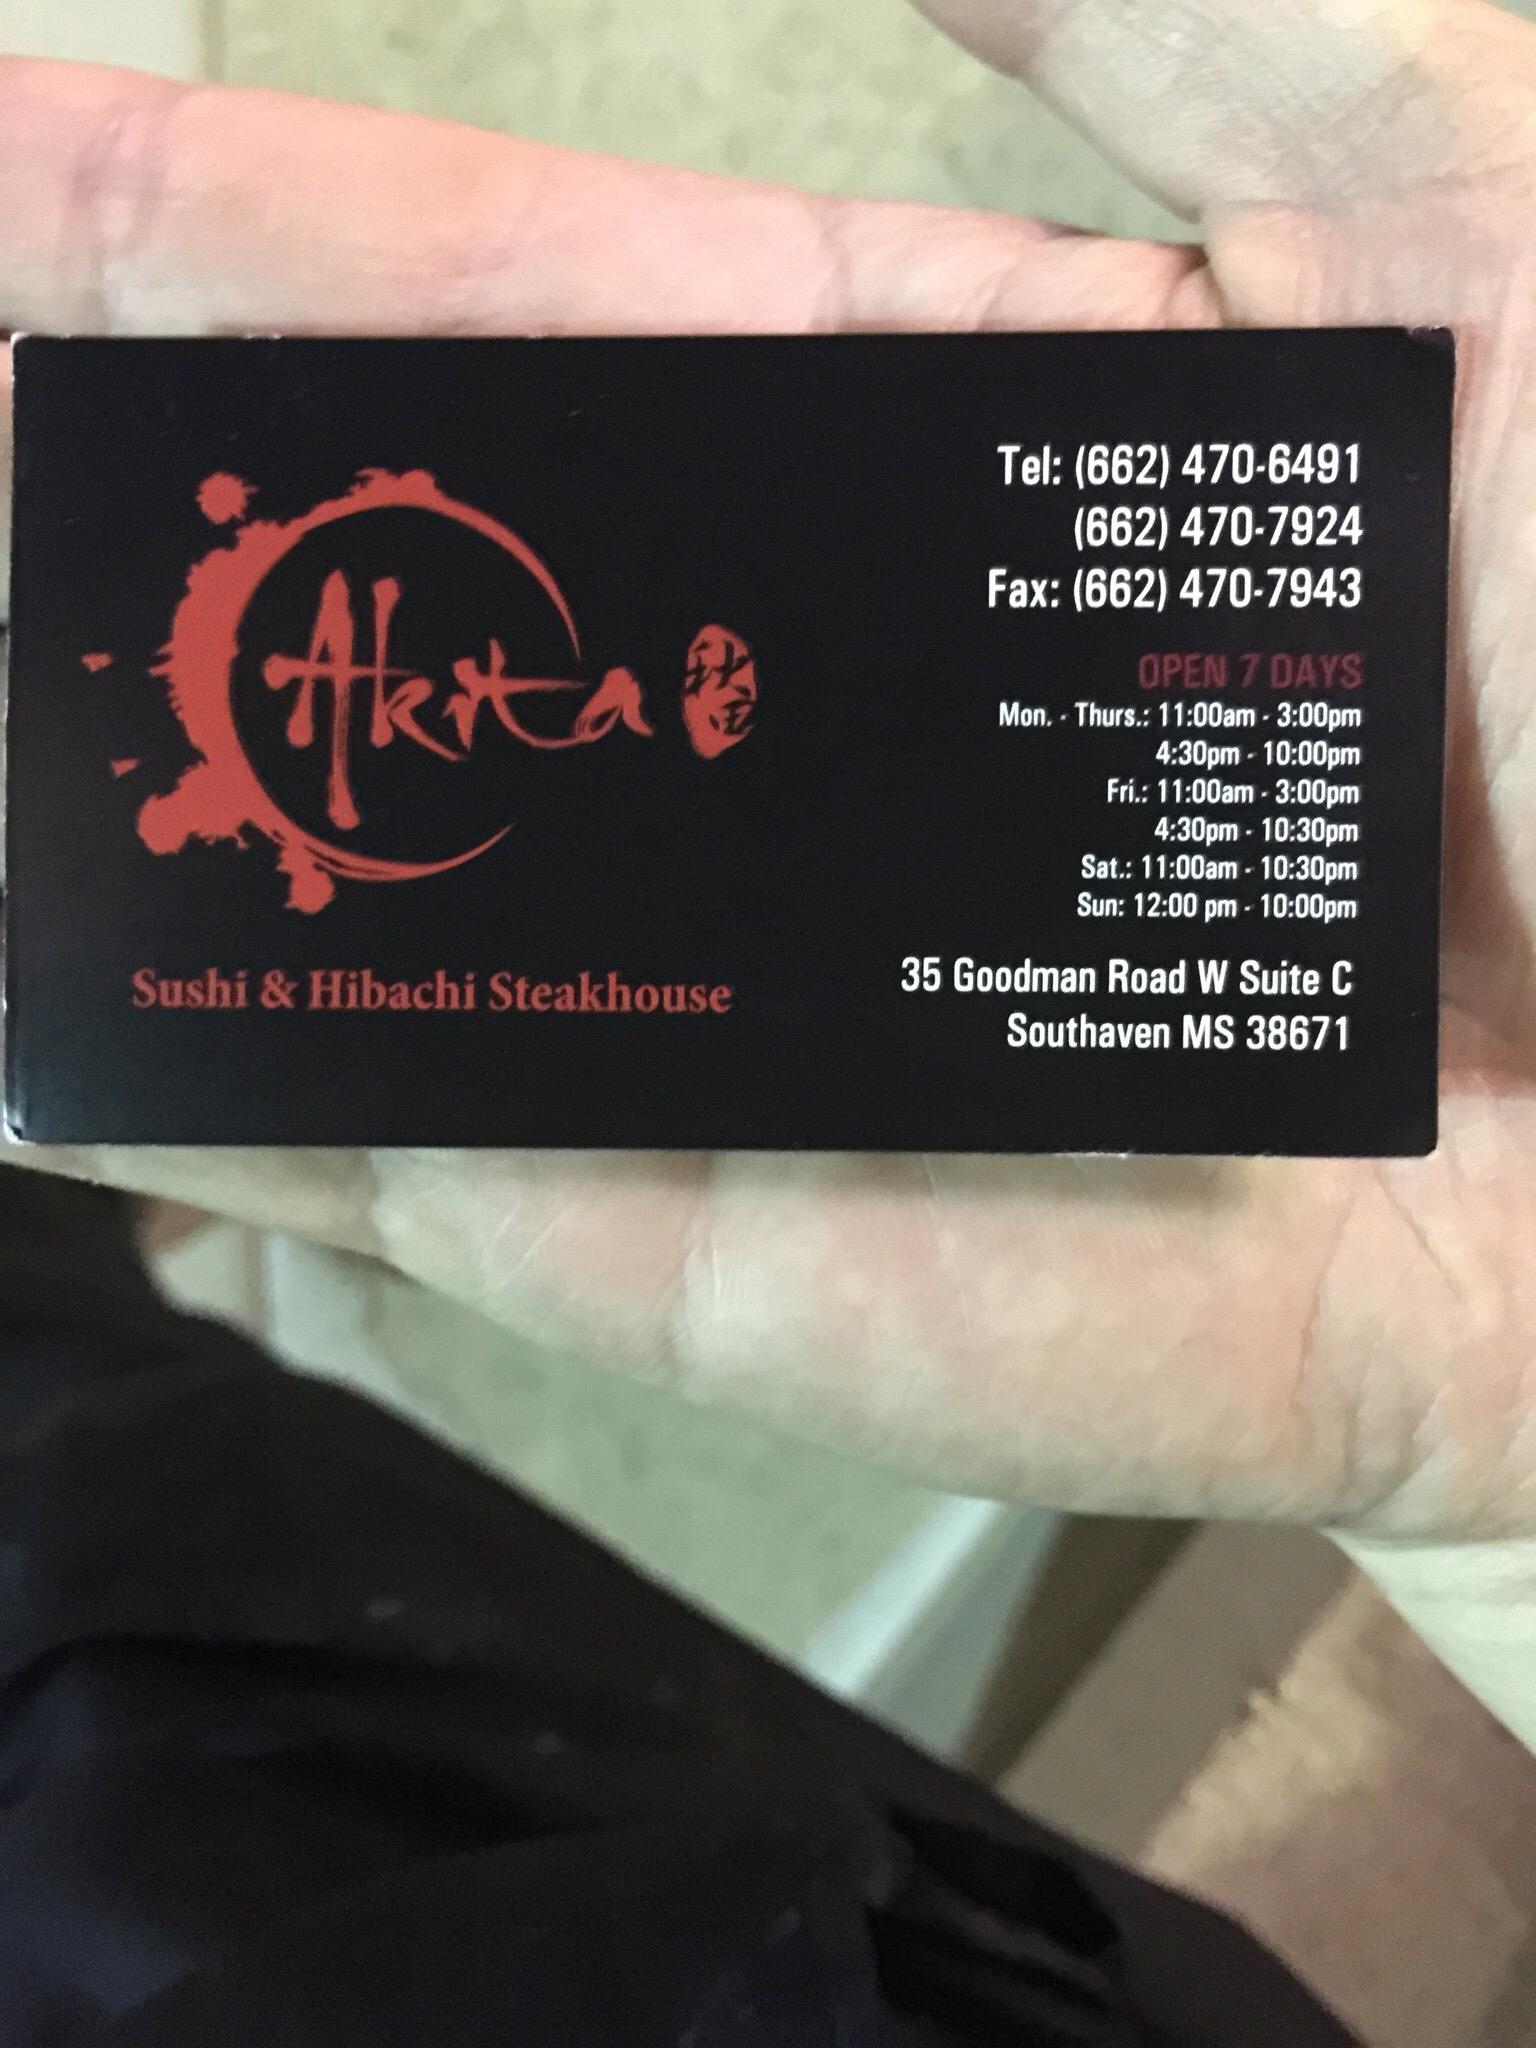 Akita
秋田
Sushi & Hibachi Steakhouse
Tel: (662) 470-6491
(662) 470-7924
Fax: (662) 470-7943
OPEN 7 DAYS
Mon. - Thurs.: 11:00am - 3:00pm
4:30pm - 10:00pm
Fri.: 11:00am - 3:00pm
4:30pm - 10:30pm
Sat.: 11:00am - 10:30pm
Sun: 12:00 pm - 10:00pm
35 Goodman Road W Suite C
Southaven MS 38671